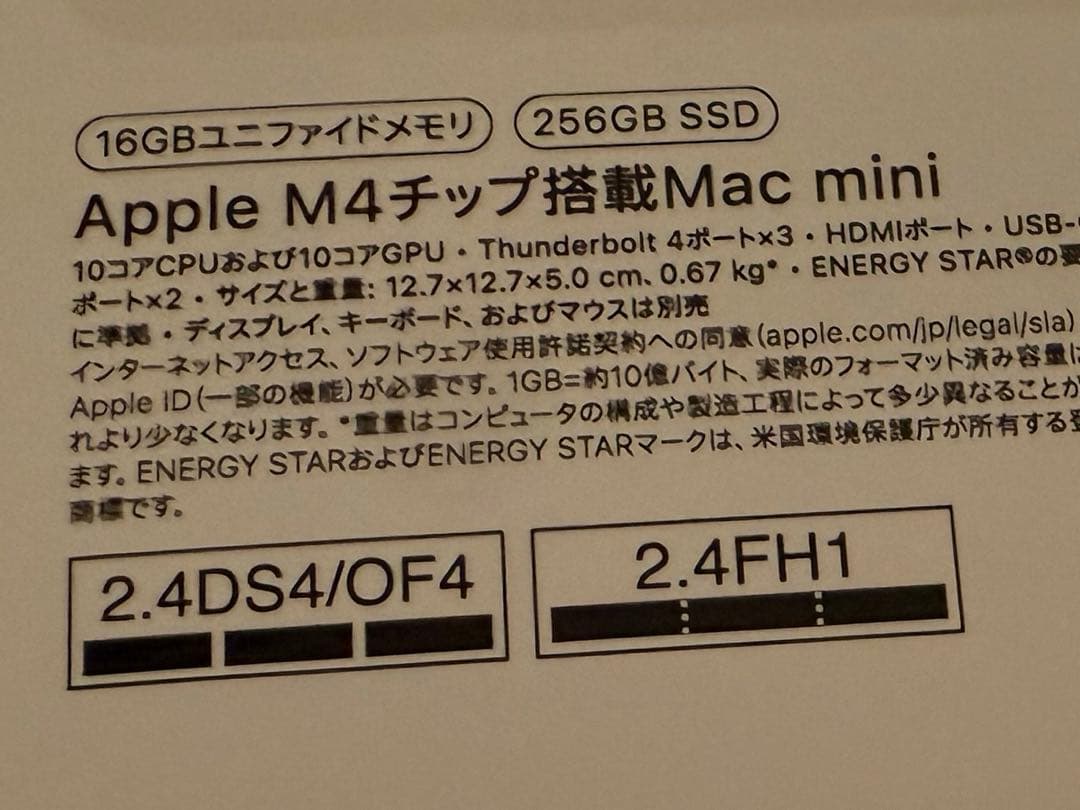 16GBユニファイドメモリ 256GB SSD
Apple M4チップ搭載Mac mini
10コアCPUおよび10コアGPU・Thunderbolt 4ポート×3・HDMIポート・USB-
ポート×2・サイズと重量: 12.7×12.7×5.0 cm、0.67 kg*・ENERGY STAR®の要
に準拠・ディスプレイ、キーボード、およびマウスは別売
インターネットアクセス、ソフトウェア使用許諾契約への同意(apple.com/jp/legal/sla)
Apple ID(一部の機能)が必要です。1GB=約10億バイト、実際のフォーマット済み容量は
れより少なくなります。*重量はコンピュータの構成や製造工程によって多少異なることが
ます。ENERGY STARおよびENERGY STARマークは、米国環境保護庁が所有する登
商標です。
2.4DS4/OF4 2.4FH1